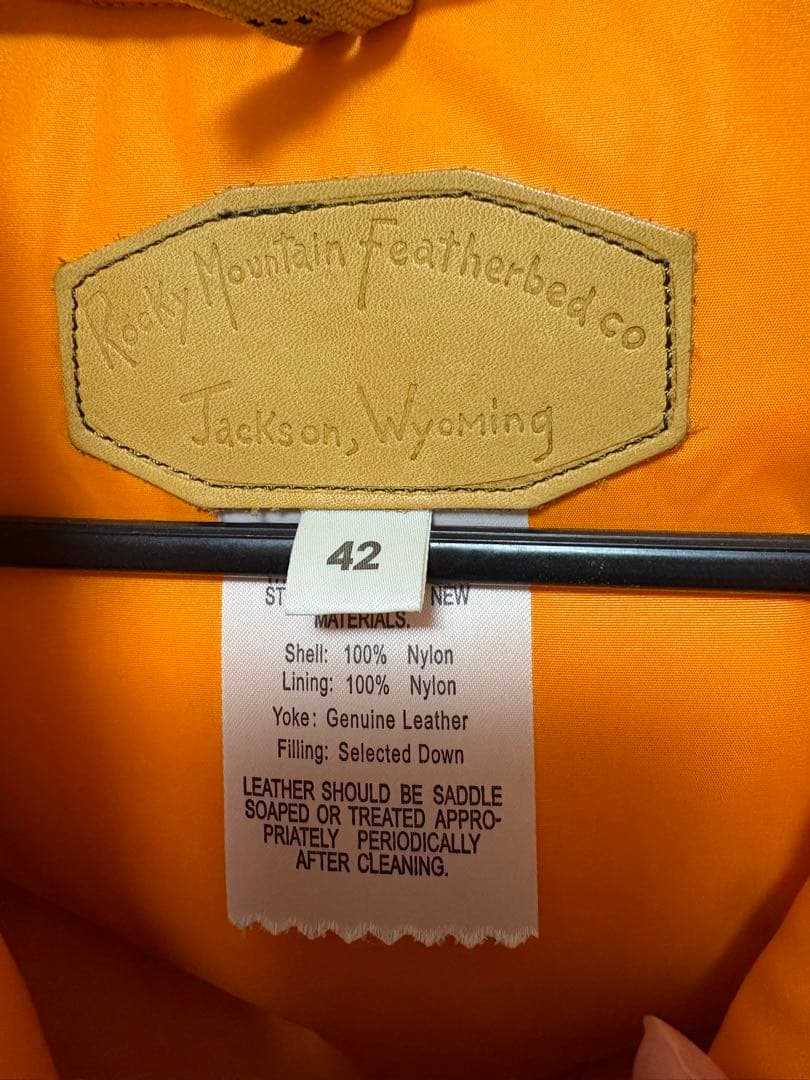 Rocky Mountain Featherbed co
Jackson, Wyoming
42
ST NEW
MATERIALS.
Shell: 100% Nylon
Lining: 100% Nylon
Yoke: Genuine Leather
Filling: Selected Down
LEATHER SHOULD BE SADDLE
SOAPED OR TREATED APPRO-
PRIATELY PERIODICALLY
AFTER CLEANING.